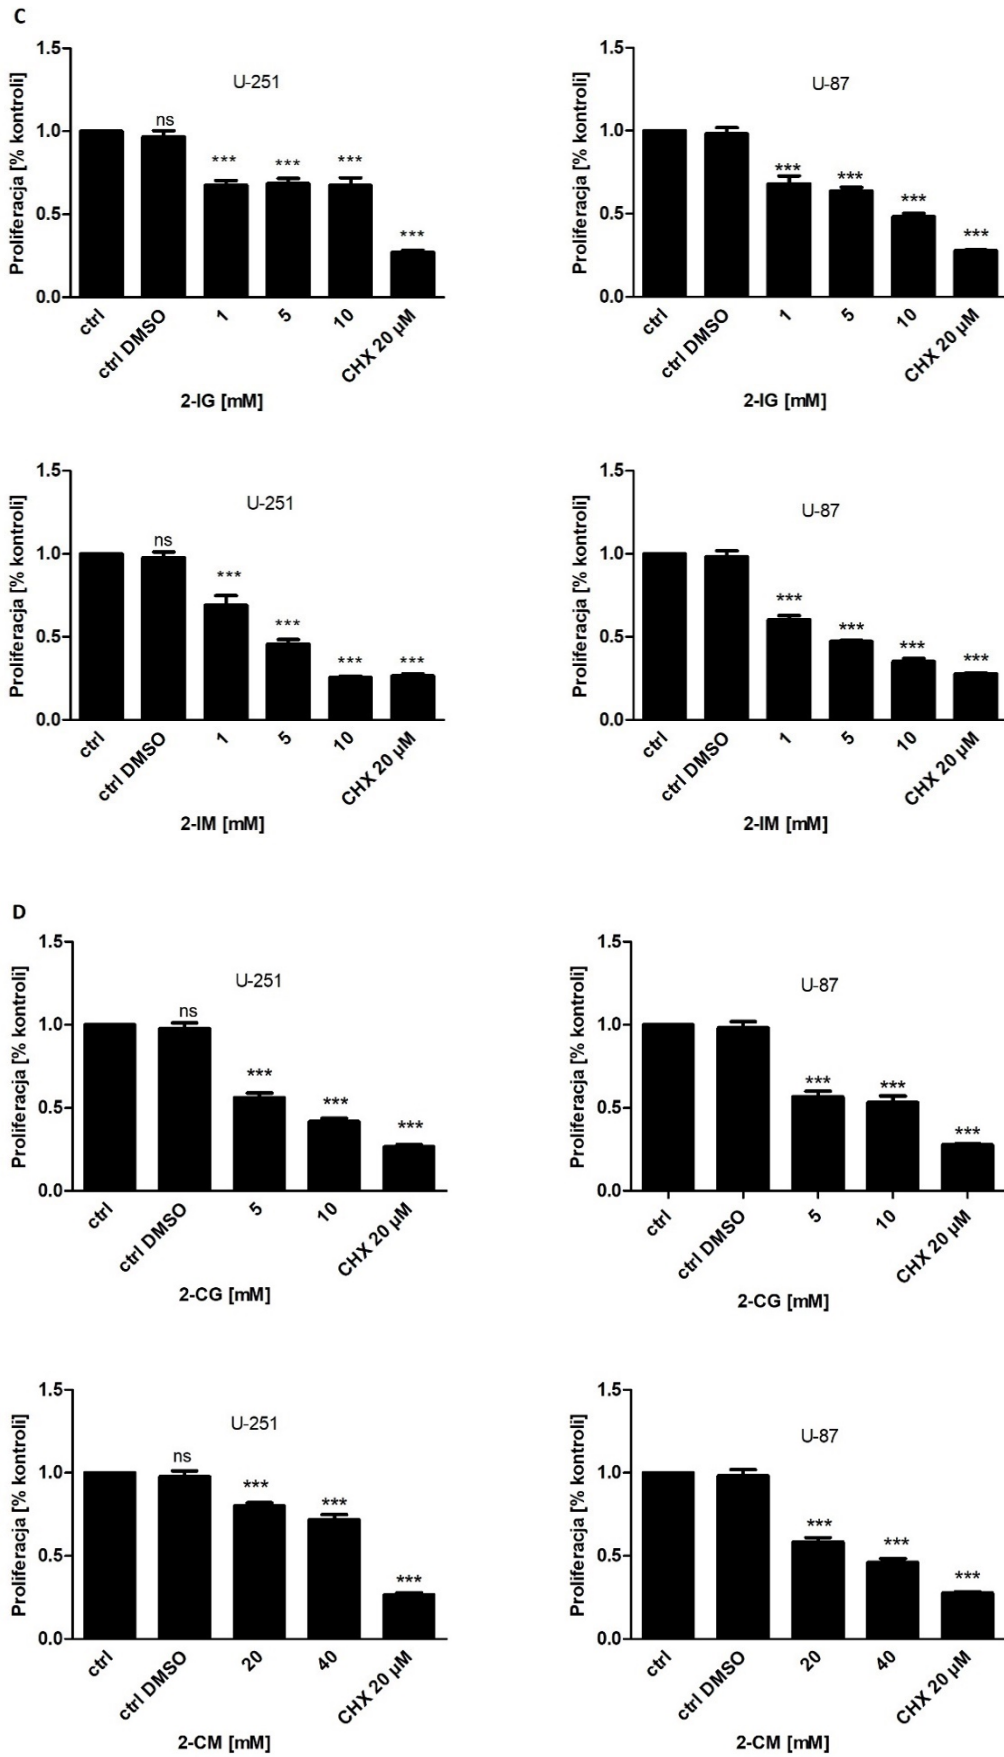 C
U-251
Proliferacja [% kontroli]
1.5
1.0
0.5
0.0
ns
***
***
***
***
ctrl
ctrl DMSO
1
5
10
CHX 20 µM
2-IG [mM]
U-87
Proliferacja [% kontroli]
1.5
1.0
0.5
0.0
***
***
***
***
ctrl
ctrl DMSO
1
5
10
CHX 20 µM
2-IG [mM]
U-251
Proliferacja [% kontroli]
1.5
1.0
0.5
0.0
ns
***
***
***
***
ctrl
ctrl DMSO
1
5
10
CHX 20 µM
2-IM [mM]
U-87
Proliferacja [% kontroli]
1.5
1.0
0.5
0.0
***
***
***
***
ctrl
ctrl DMSO
1
5
10
CHX 20 µM
2-IM [mM]
D
U-251
Proliferacja [% kontroli]
1.5
1.0
0.5
0.0
ns
***
***
***
ctrl
ctrl DMSO
5
10
CHX 20 µM
2-CG [mM]
U-87
Proliferacja [% kontroli]
1.5
1.0
0.5
0.0
***
***
***
ctrl
ctrl DMSO
5
10
CHX 20 µM
2-CG [mM]
U-251
Proliferacja [% kontroli]
1.5
1.0
0.5
0.0
ns
***
***
***
ctrl
ctrl DMSO
20
40
CHX 20 µM
2-CM [mM]
U-87
Proliferacja [% kontroli]
1.5
1.0
0.5
0.0
***
***
***
ctrl
ctrl DMSO
20
40
CHX 20 µM
2-CM [mM]